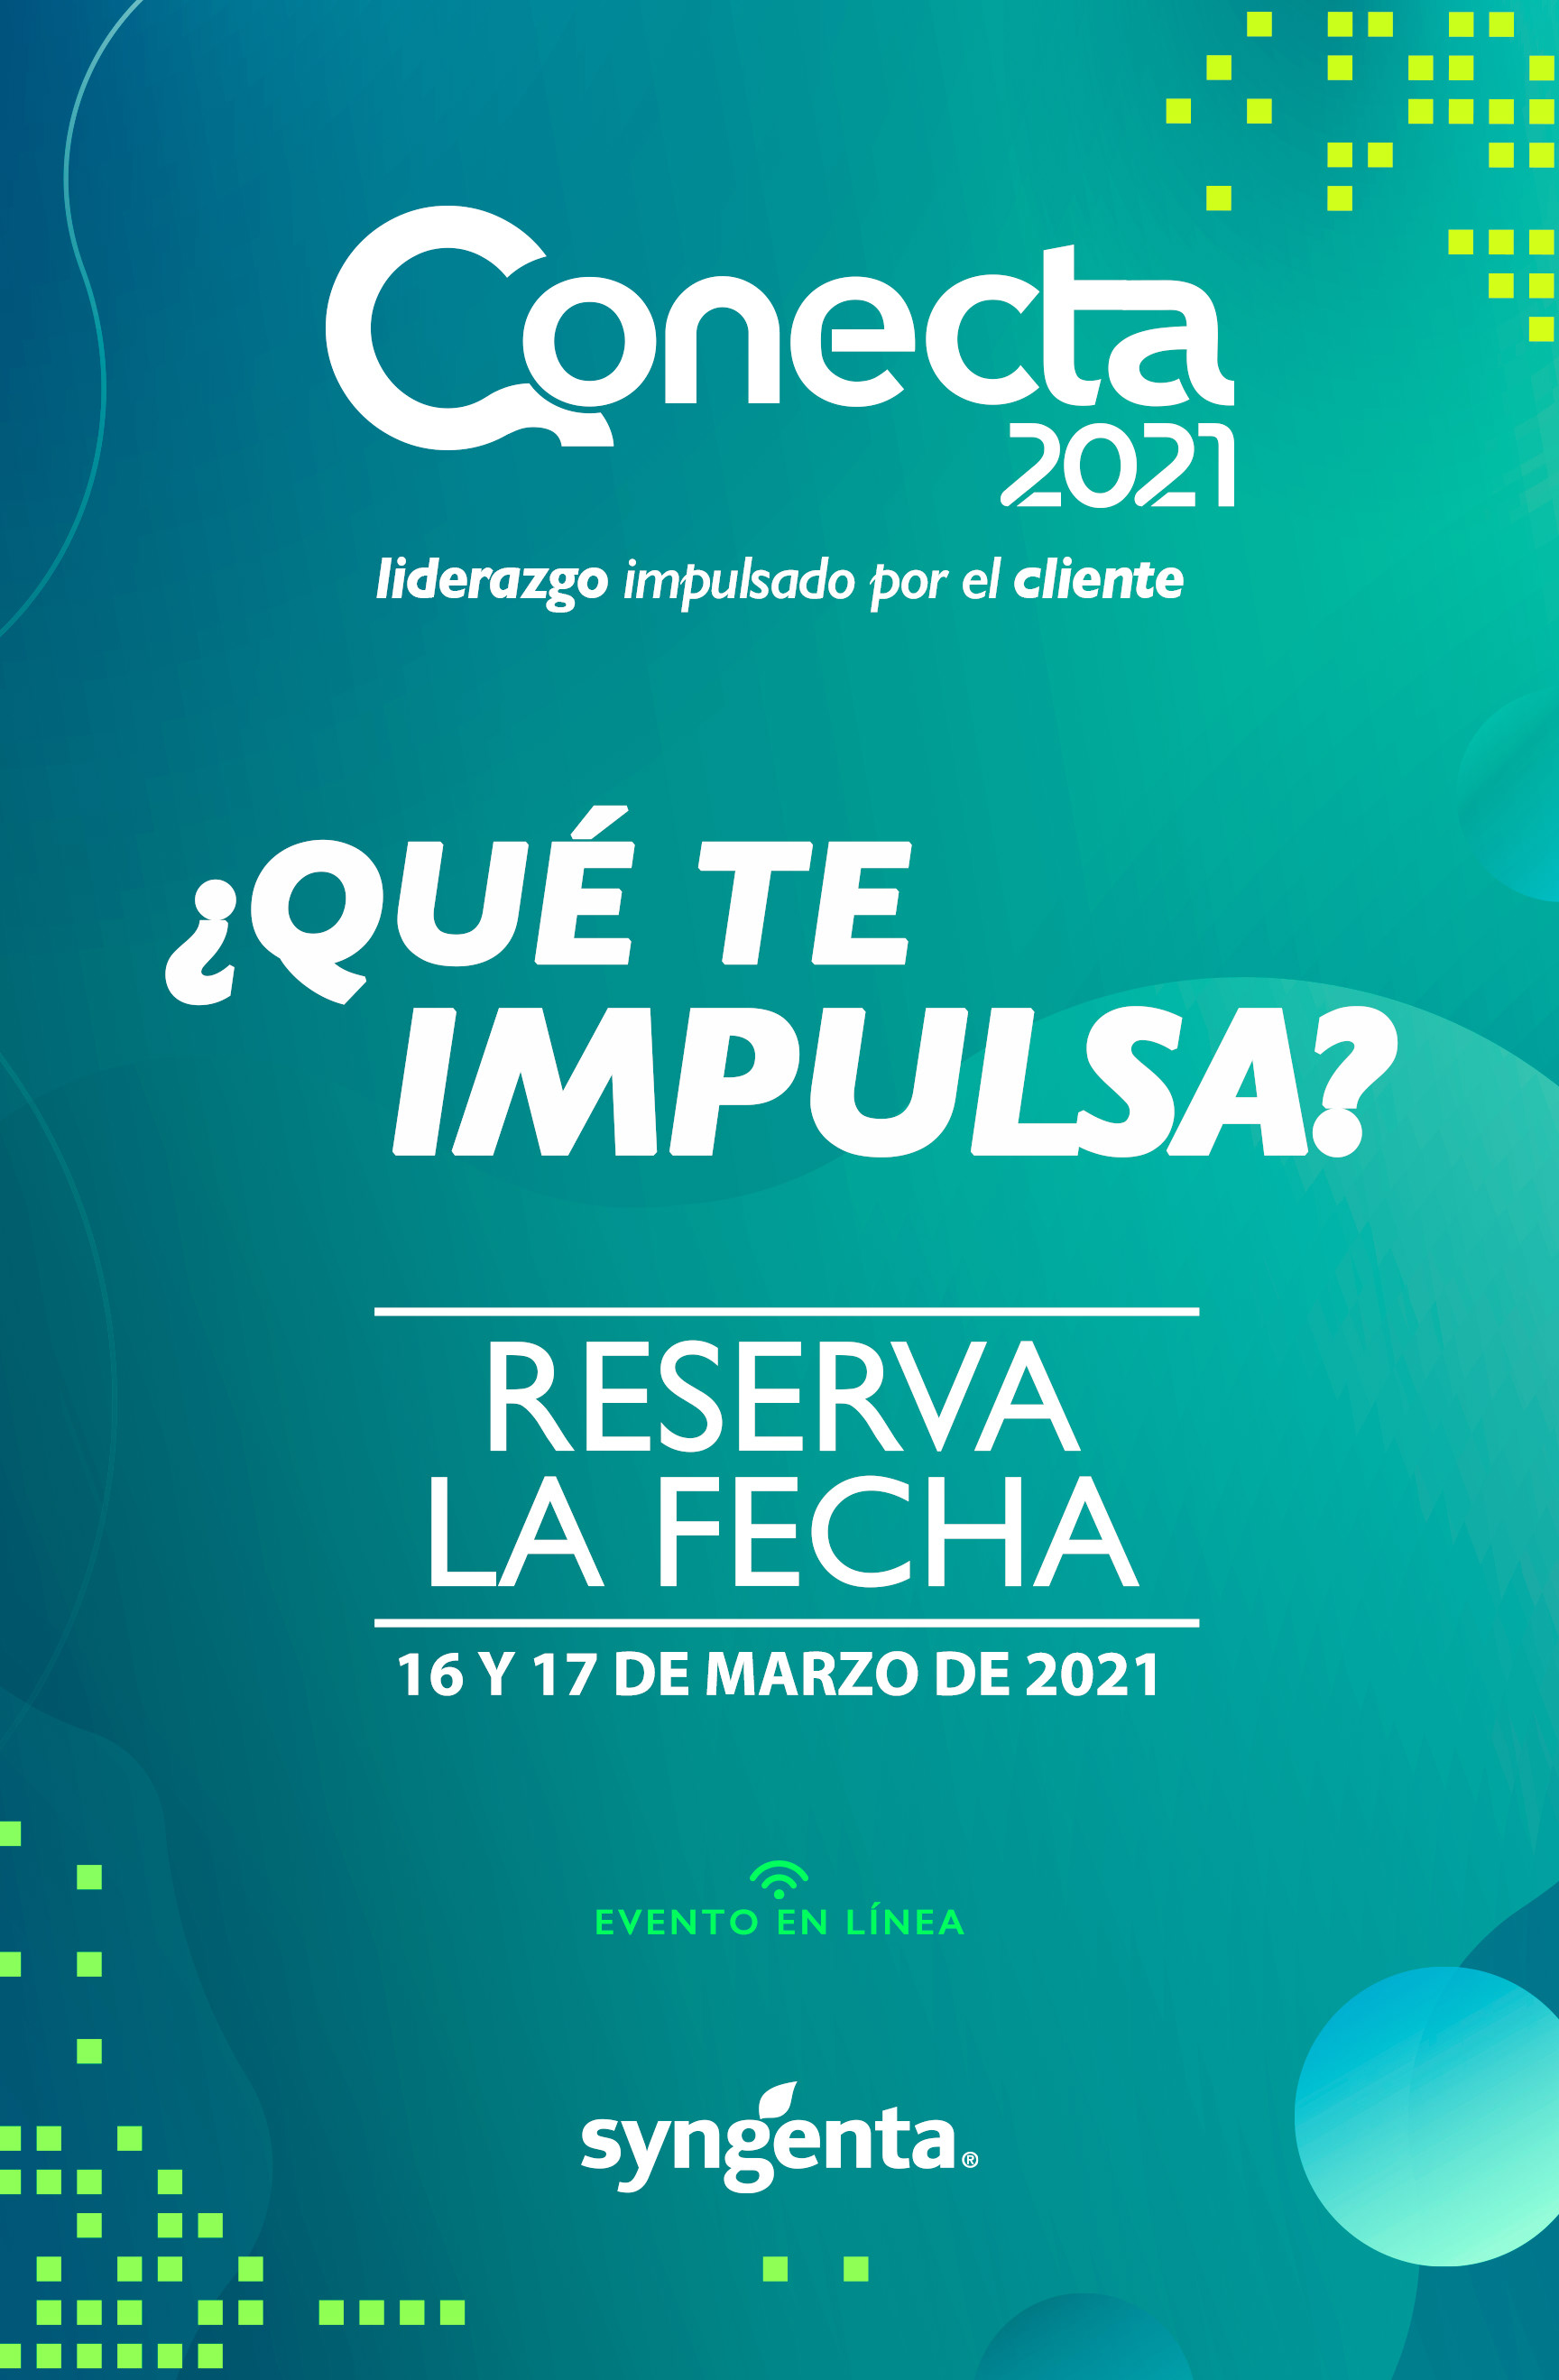 Conecta
2021
liderazgo impulsado por el cliente
¿QUÉ TE
IMPULSA?
RESERVA
LA FECHA
16 Y 17 DE MARZO DE 2021
EVENTO EN LÍNEA
syngenta®